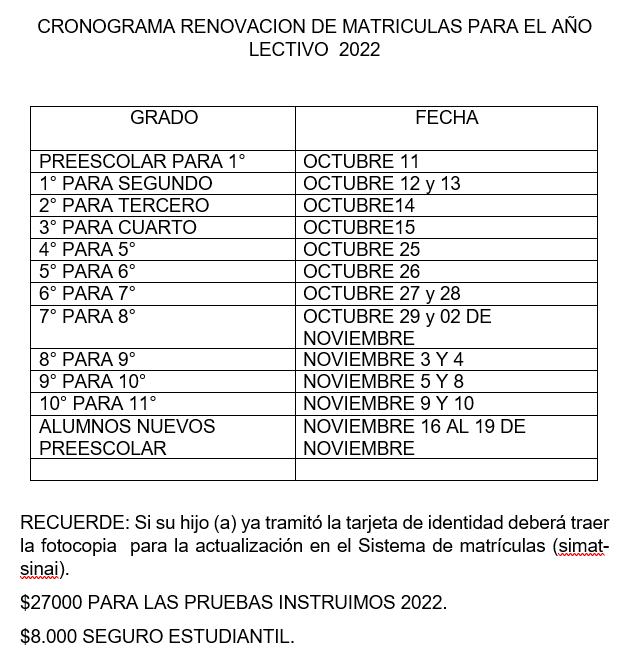 CRONOGRAMA RENOVACION DE MATRICULAS PARA EL AÑO
LECTIVO  2022
GRADO FECHA
PREESCOLAR PARA 1° OCTUBRE 11
1° PARA SEGUNDO OCTUBRE 12 y 13
2° PARA TERCERO OCTUBRE14
3° PARA CUARTO OCTUBRE15
4° PARA 5° OCTUBRE 25
5° PARA 6° OCTUBRE 26
6° PARA 7° OCTUBRE 27 y 28
7° PARA 8° OCTUBRE 29 y 02 DE
NOVIEMBRE
8° PARA 9° NOVIEMBRE 3 Y 4
9° PARA 10° NOVIEMBRE 5 Y 8
10° PARA 11° NOVIEMBRE 9 Y 10
ALUMNOS NUEVOS NOVIEMBRE 16 AL 19 DE
PREESCOLAR NOVIEMBRE
RECUERDE: Si su hijo (a) ya tramitó la tarjeta de identidad deberá traer
la fotocopia  para la actualización en el Sistema de matrículas (simat-
sinai).
$27000 PARA LAS PRUEBAS INSTRUIMOS 2022.
$8.000 SEGURO ESTUDIANTIL.